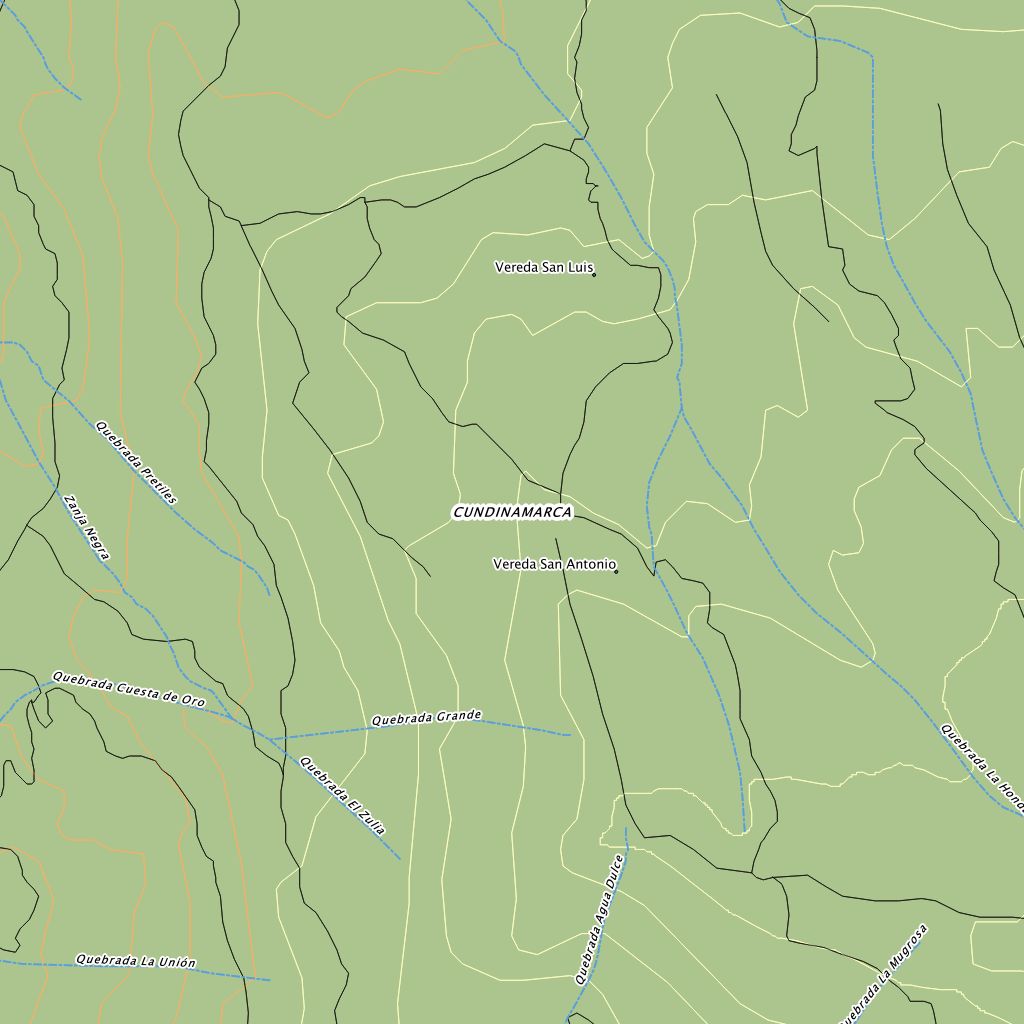 Vereda San Luis
Quebrada Pretiles
Zanja Negra
CUNDINAMARCA
Vereda San Antonio
Quebrada Cuesta de Oro
Quebrada Grande
Quebrada El Zulia
Quebrada La Hond
Quebrada Agua Dulce
Quebrada La Unión
Quebrada La Mugrosa